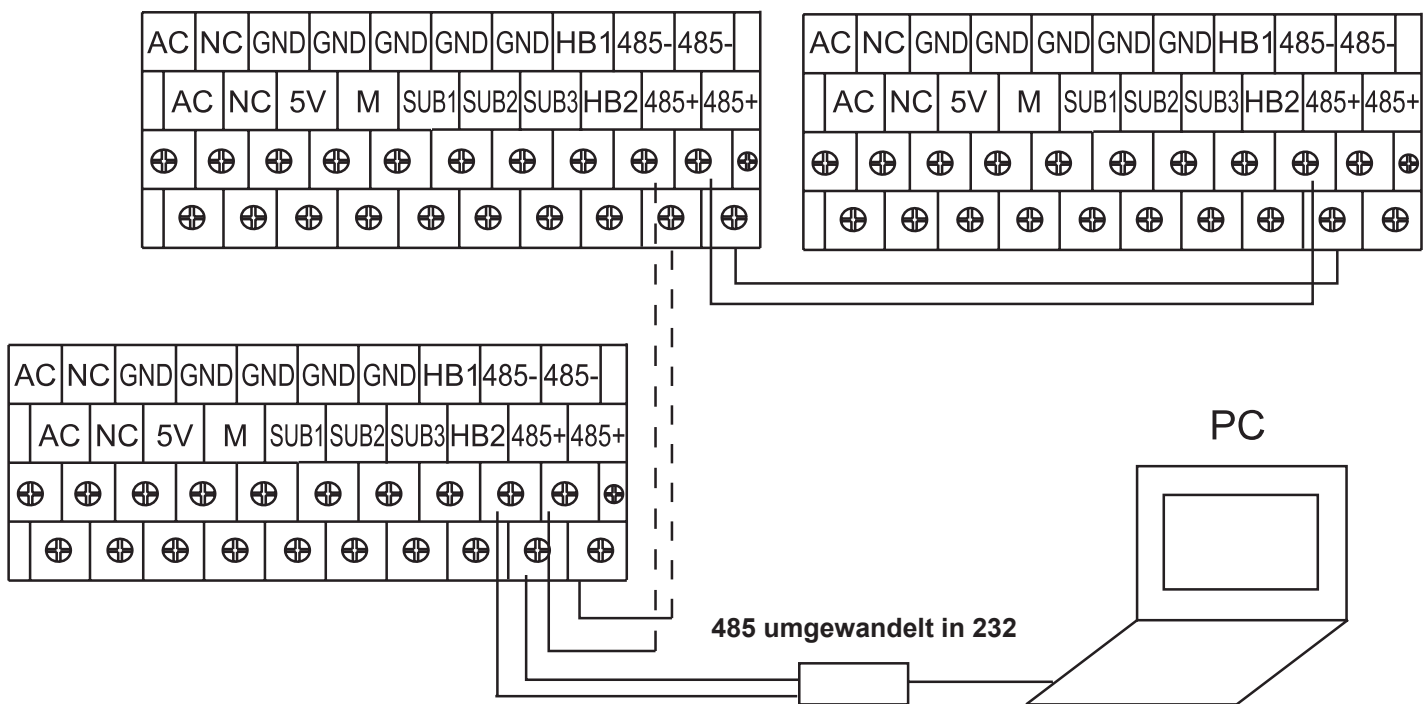 AC NC GND GND GND GND GND HB1 485- 485-
AC NC 5V M SUB1 SUB2 SUB3 HB2 485+ 485+
AC NC GND GND GND GND GND HB1 485- 485-
AC NC 5V M SUB1 SUB2 SUB3 HB2 485+ 485+
AC NC GND GND GND GND GND HB1 485- 485-
AC NC 5V M SUB1 SUB2 SUB3 HB2 485+ 485+
PC
485 umgewandelt in 232